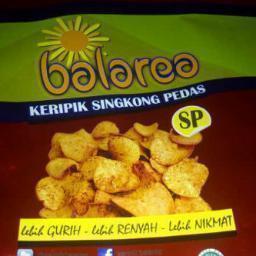 balarea
KERIPIK SINGKONG PEDAS
SP
Lebih GURIH - Lebih RENYAH - Lebih NIKMAT